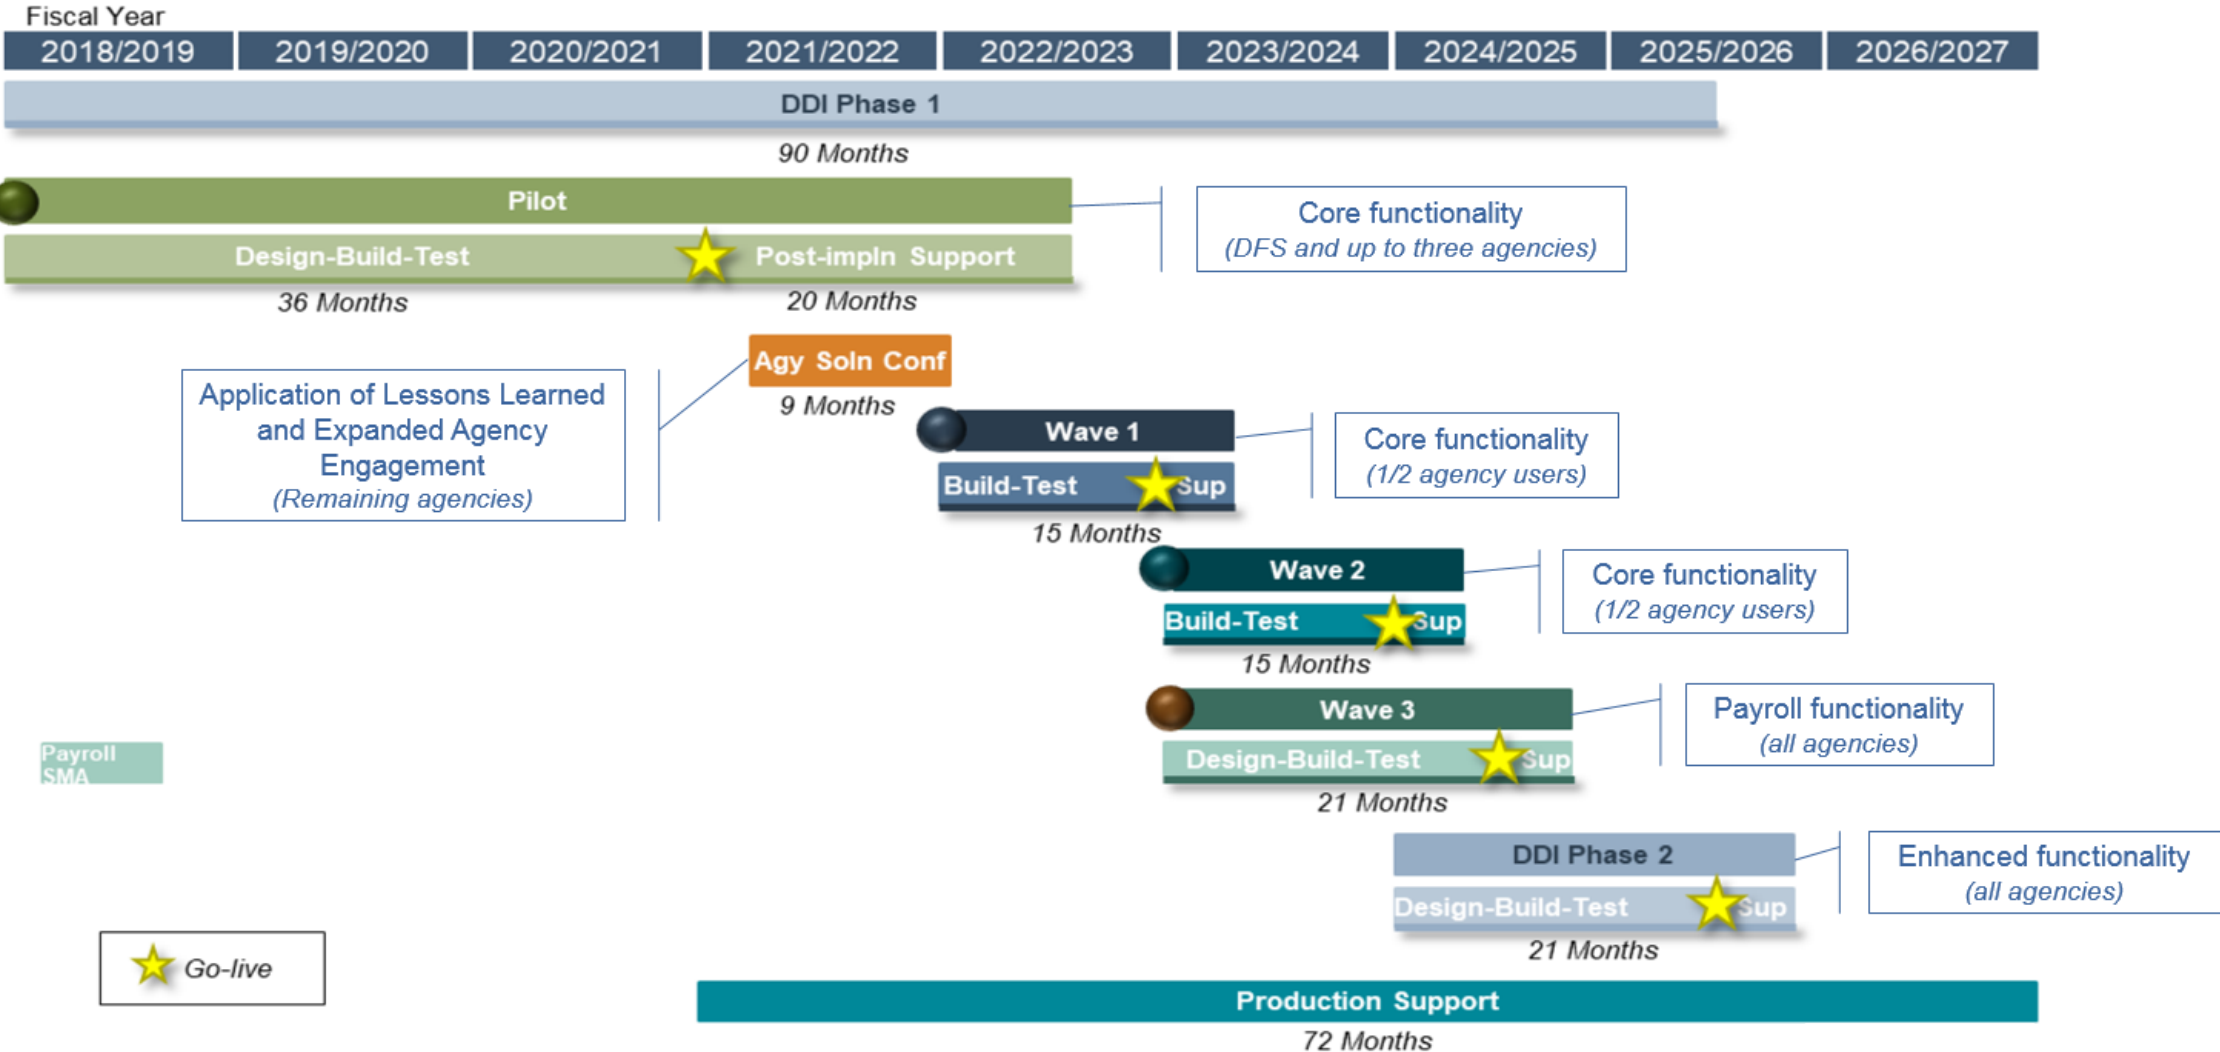 Fiscal Year
2018/2019 2019/2020 2020/2021 2021/2022 2022/2023 2023/2024 2024/2025 2025/2026 2026/2027
DDI Phase 1
90 Months
Pilot
Core functionality
(DFS and up to three agencies)
Design-Build-Test Post-impln Support
36 Months 20 Months
Agy Soln Conf
9 Months
Application of Lessons Learned
and Expanded Agency
Engagement
(Remaining agencies)
Wave 1
Core functionality
(1/2 agency users)
Build-Test Sup
15 Months
Wave 2
Core functionality
(1/2 agency users)
Build-Test Sup
15 Months
Wave 3
Payroll functionality
(all agencies)
Payroll
SMA
Design-Build-Test Sup
21 Months
DDI Phase 2
Enhanced functionality
(all agencies)
Design-Build-Test Sup
21 Months
Go-live
Production Support
72 Months